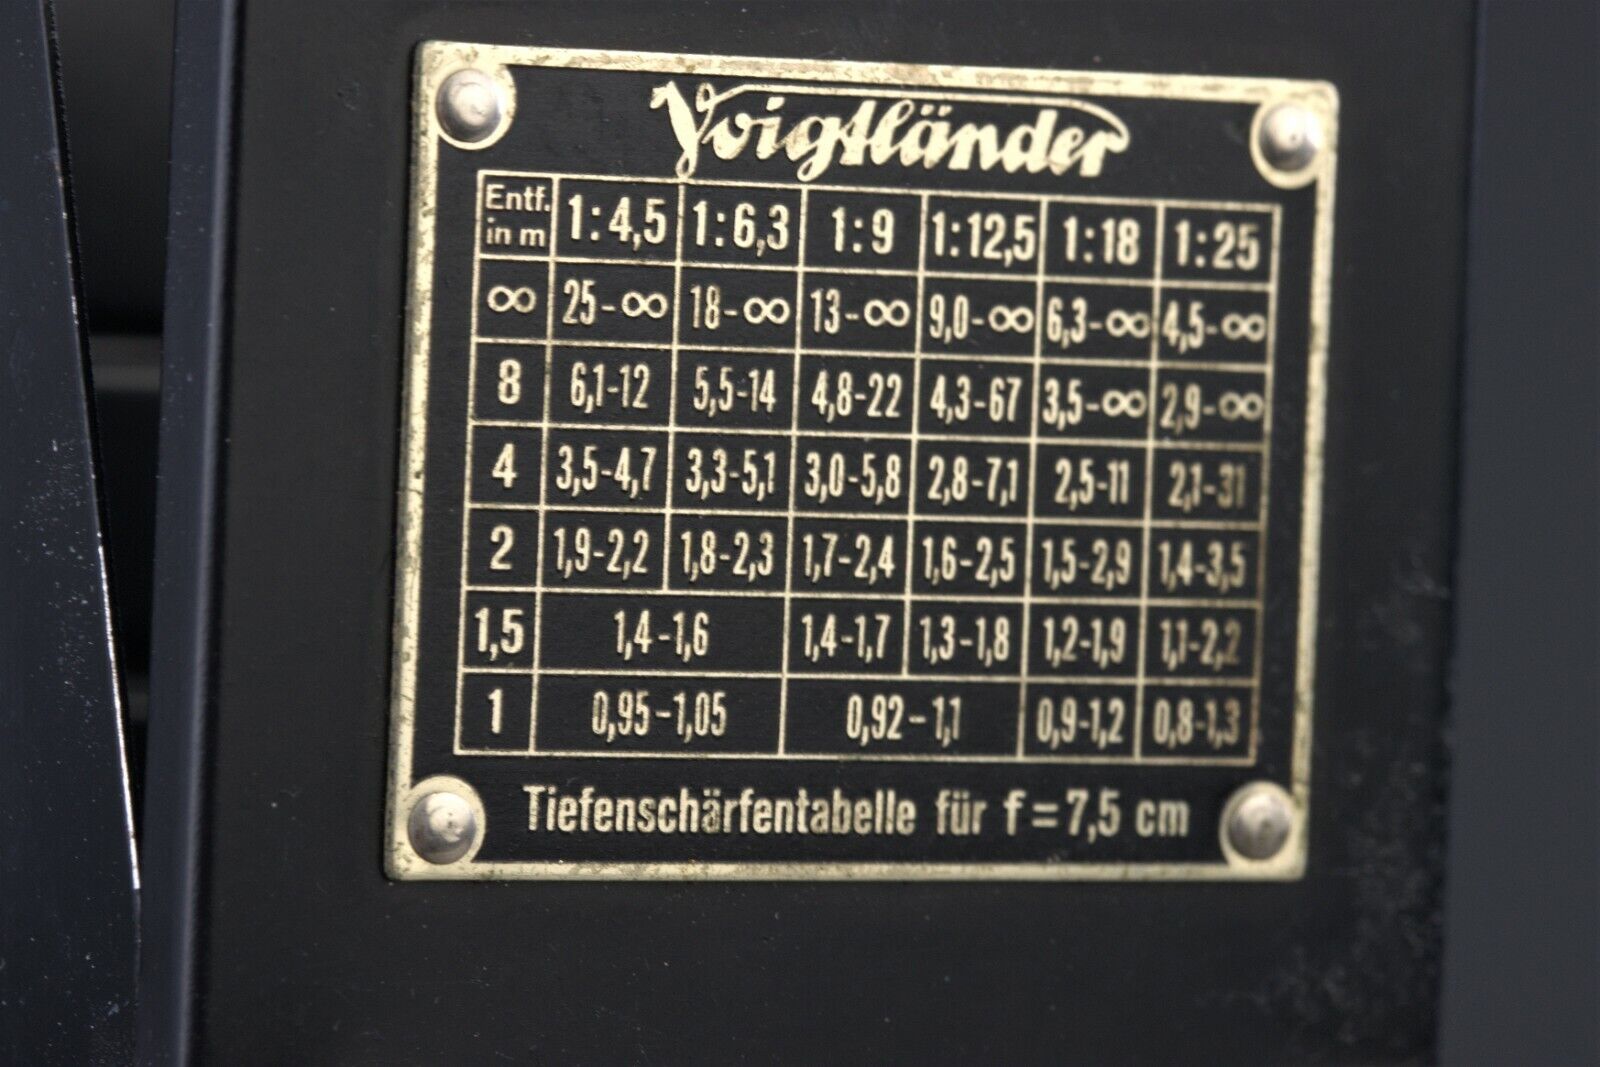 Voigtländer
Entf. in m 1:4,5 1:6,3 1:9 1:12,5 1:18 1:25
∞ 25-∞ 18-∞ 13-∞ 9,0-∞ 6,3-∞ 4,5-∞
8 6,1-12 5,5-14 4,8-22 4,3-67 3,5-∞ 2,9-∞
4 3,5-4,7 3,3-5,1 3,0-5,8 2,8-7,1 2,5-11 2,1-31
2 1,9-2,2 1,8-2,3 1,7-2,4 1,6-2,5 1,5-2,9 1,4-3,5
1,5 1,4-1,6 1,4-1,7 1,3-1,8 1,2-1,9 1,1-2,2
1 0,95-1,05 0,92-1,1 0,9-1,2 0,8-1,3
Tiefenschärfentabelle für f=7,5 cm